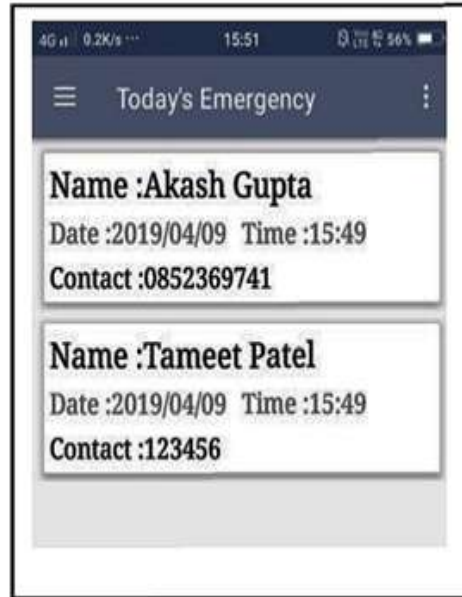 4G 0.2K/s ··· 15:51 56%
Today's Emergency
Name :Akash Gupta
Date :2019/04/09 Time :15:49
Contact :0852369741
Name :Tameet Patel
Date :2019/04/09 Time :15:49
Contact :123456